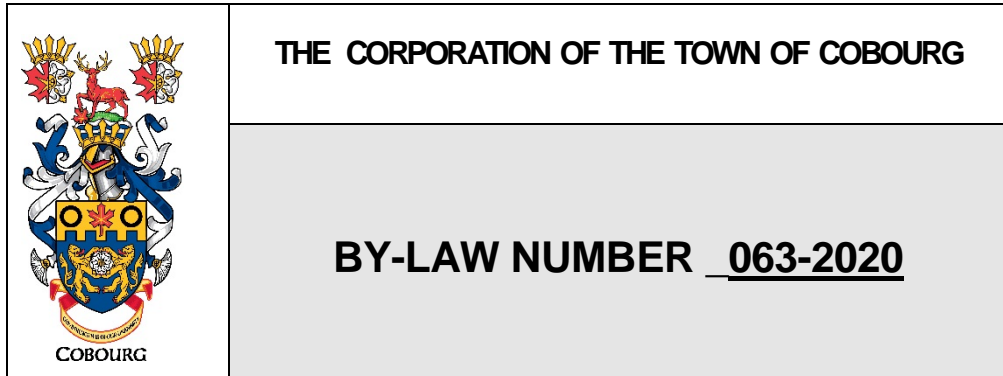 THE CORPORATION OF THE TOWN OF COBOURG
BY-LAW NUMBER _063-2020
COBOURG